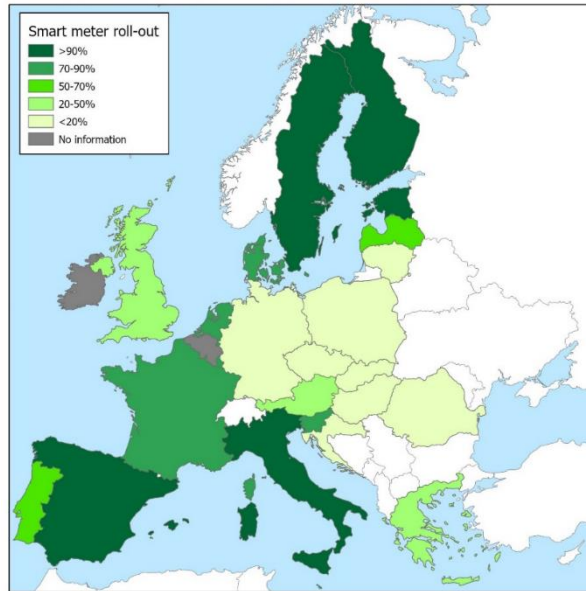 Smart meter roll-out
>90%
70-90%
50-70%
20-50%
<20%
No information